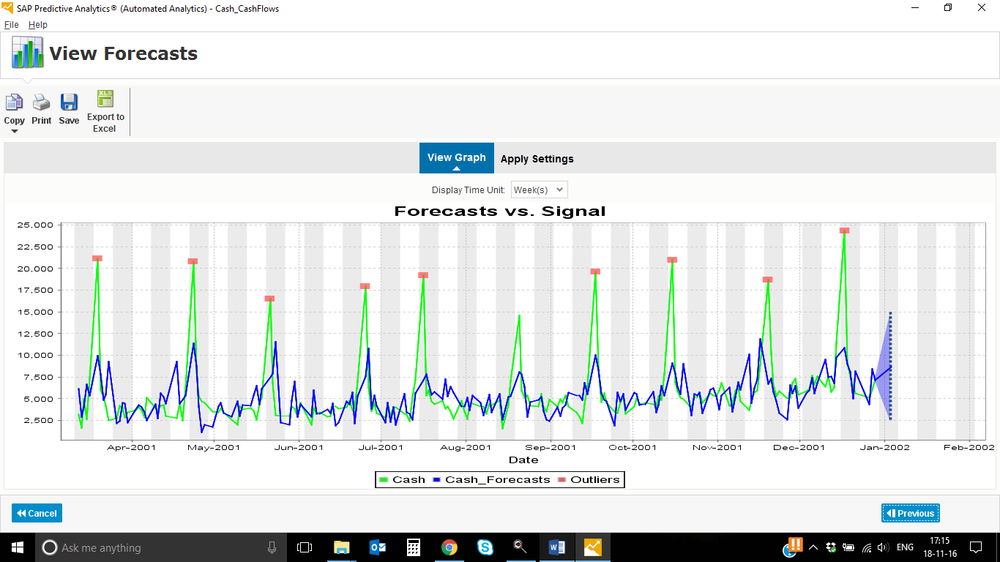 SAP Predictive Analytics® (Automated Analytics) - Cash_CashFlows
File Help
View Forecasts
Copy Print Save Export to Excel
XLS
View Graph Apply Settings
Display Time Unit: Week(s)
Forecasts vs. Signal
25,000
22,500
20,000
17,500
15,000
12,500
10,000
7,500
5,000
2,500
Apr-2001 May-2001 Jun-2001 Jul-2001 Aug-2001 Sep-2001 Oct-2001 Nov-2001 Dec-2001 Jan-2002 Feb-2002
Date
Cash Cash_Forecasts Outliers
Cancel Previous
Ask me anything
ENG
17:15
18-11-16